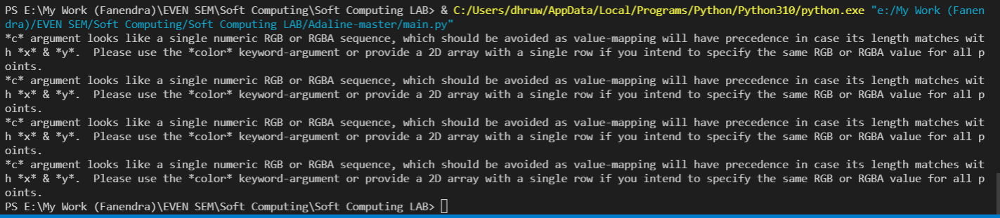 PS E:\My Work (Fanendra)\EVEN SEM\Soft Computing\Soft Computing LAB> & C:/Users/dhruw/AppData/Local/Programs/Python/Python310/python.exe "e:/My Work (Fanen
dra)/EVEN SEM/Soft Computing/Soft Computing LAB/Adaline-master/main.py"
*c* argument looks like a single numeric RGB or RGBA sequence, which should be avoided as value-mapping will have precedence in case its length matches wit
h *x* & *y*.  Please use the *color* keyword-argument or provide a 2D array with a single row if you intend to specify the same RGB or RGBA value for all p
oints.
*c* argument looks like a single numeric RGB or RGBA sequence, which should be avoided as value-mapping will have precedence in case its length matches wit
h *x* & *y*.  Please use the *color* keyword-argument or provide a 2D array with a single row if you intend to specify the same RGB or RGBA value for all p
oints.
*c* argument looks like a single numeric RGB or RGBA sequence, which should be avoided as value-mapping will have precedence in case its length matches wit
h *x* & *y*.  Please use the *color* keyword-argument or provide a 2D array with a single row if you intend to specify the same RGB or RGBA value for all p
oints.
*c* argument looks like a single numeric RGB or RGBA sequence, which should be avoided as value-mapping will have precedence in case its length matches wit
h *x* & *y*.  Please use the *color* keyword-argument or provide a 2D array with a single row if you intend to specify the same RGB or RGBA value for all p
oints.
PS E:\My Work (Fanendra)\EVEN SEM\Soft Computing\Soft Computing LAB>